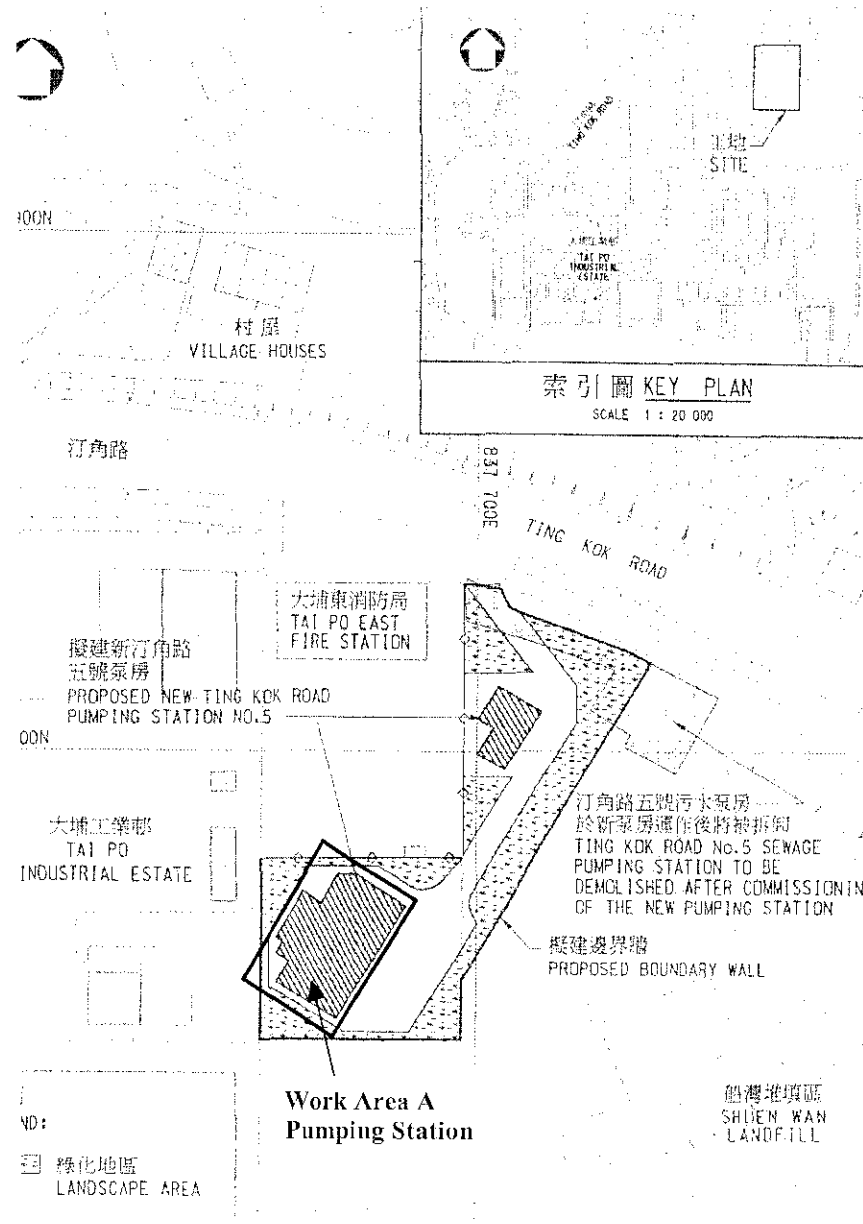 工地
SITE
TING KOK ROAD
TAI PO
INDUSTRIAL
ESTATE
索引圖 KEY PLAN
SCALE 1 : 20 000
00N
村屋
VILLAGE HOUSES
汀角路
837 700E
TING KOK ROAD
大埔東消防局
TAI PO EAST
FIRE STATION
擬建新汀角路
五號泵房
PROPOSED NEW TING KOK ROAD
PUMPING STATION NO.5
00N
大埔工業邨
TAI PO
INDUSTRIAL ESTATE
汀角路五號污水泵房
於新泵房運作後將被拆卸
TING KOK ROAD No.5 SEWAGE
PUMPING STATION TO BE
DEMOLISHED AFTER COMMISSIONIN
OF THE NEW PUMPING STATION
擬建邊界牆
PROPOSED BOUNDARY WALL
Work Area A
Pumping Station
船灣堆填區
SHUEN WAN
LANDFILL
ND:
綠化地區
LANDSCAPE AREA